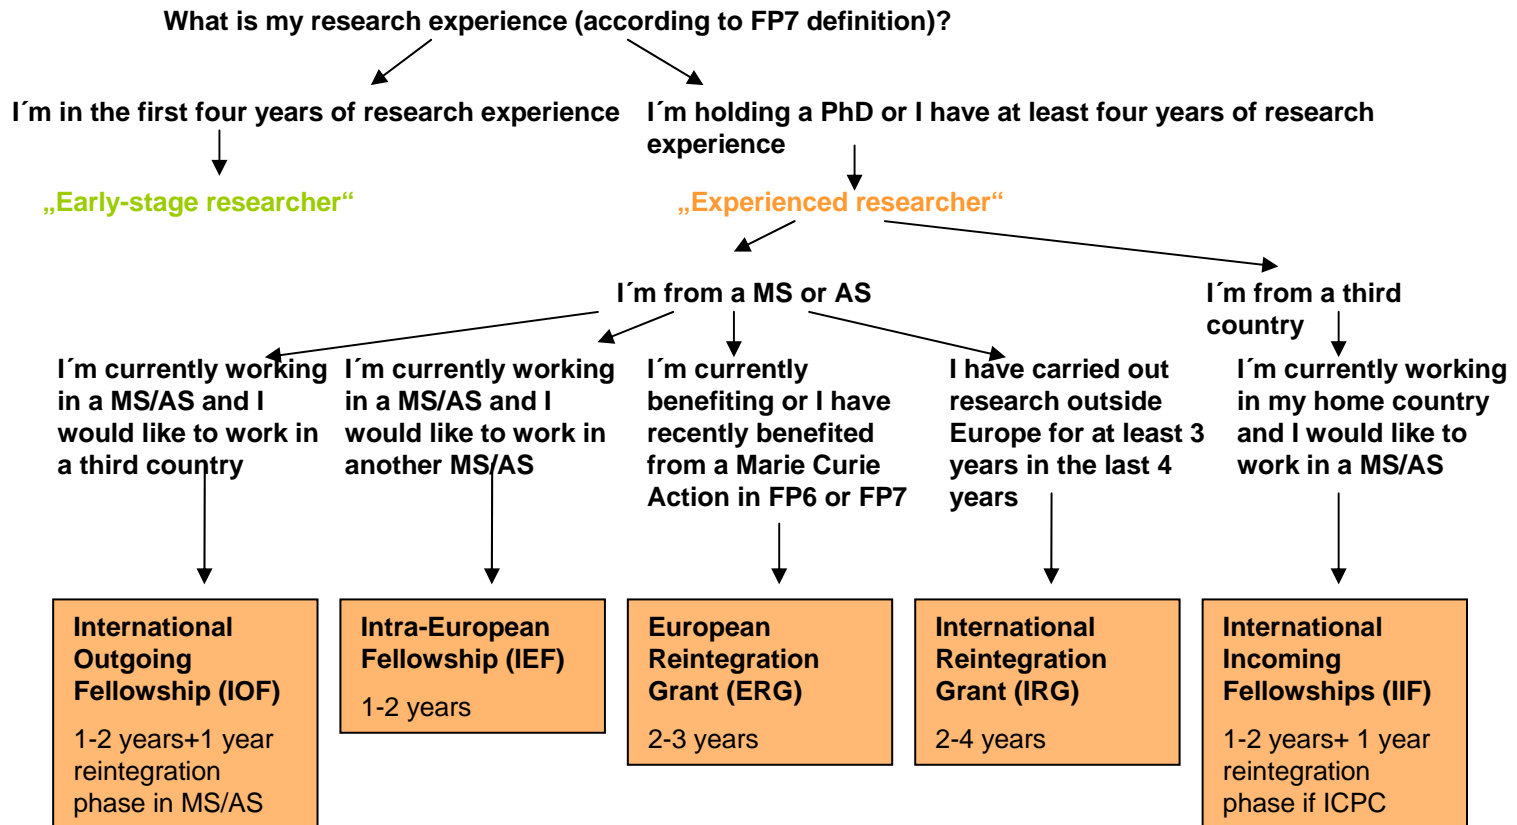 What is my research experience (according to FP7 definition)?
I´m in the first four years of research experience
I´m holding a PhD or I have at least four years of research
experience
„Early-stage researcher“
„Experienced researcher“
I´m from a MS or AS
I´m from a third
country
I´m currently working
in a MS/AS and I
would like to work in
a third country
I´m currently working
in a MS/AS and I
would like to work in
another MS/AS
I´m currently
benefiting or I have
recently benefited
from a Marie Curie
Action in FP6 or FP7
I have carried out
research outside
Europe for at least 3
years in the last 4
years
I´m currently working
in my home country
and I would like to
work in a MS/AS
International
Outgoing
Fellowship (IOF)
1-2 years+1 year
reintegration
phase in MS/AS
Intra-European
Fellowship (IEF)
1-2 years
European
Reintegration
Grant (ERG)
2-3 years
International
Reintegration
Grant (IRG)
2-4 years
International
Incoming
Fellowships (IIF)
1-2 years+ 1 year
reintegration
phase if ICPC